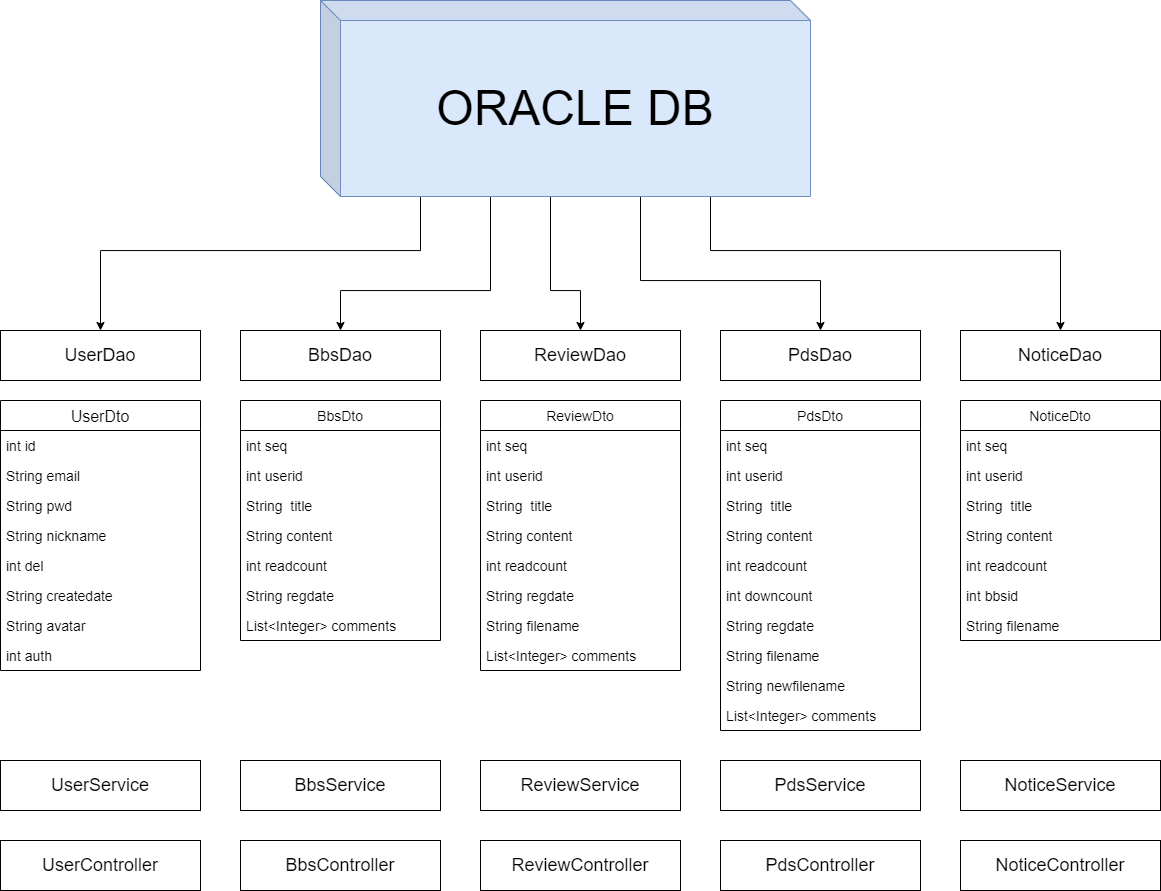 ORACLE DB
UserDao
BbsDao
ReviewDao
PdsDao
NoticeDao
UserDto
int id
String email
String pwd
String nickname
int del
String createdate
String avatar
int auth
BbsDto
int seq
int userid
String  title
String content
int readcount
String regdate
List<Integer> comments
ReviewDto
int seq
int userid
String  title
String content
int readcount
String regdate
String filename
List<Integer> comments
PdsDto
int seq
int userid
String  title
String content
int readcount
int downcount
String regdate
String filename
String newfilename
List<Integer> comments
NoticeDto
int seq
int userid
String  title
String content
int readcount
int bbsid
String filename
UserService
BbsService
ReviewService
PdsService
NoticeService
UserController
BbsController
ReviewController
PdsController
NoticeController